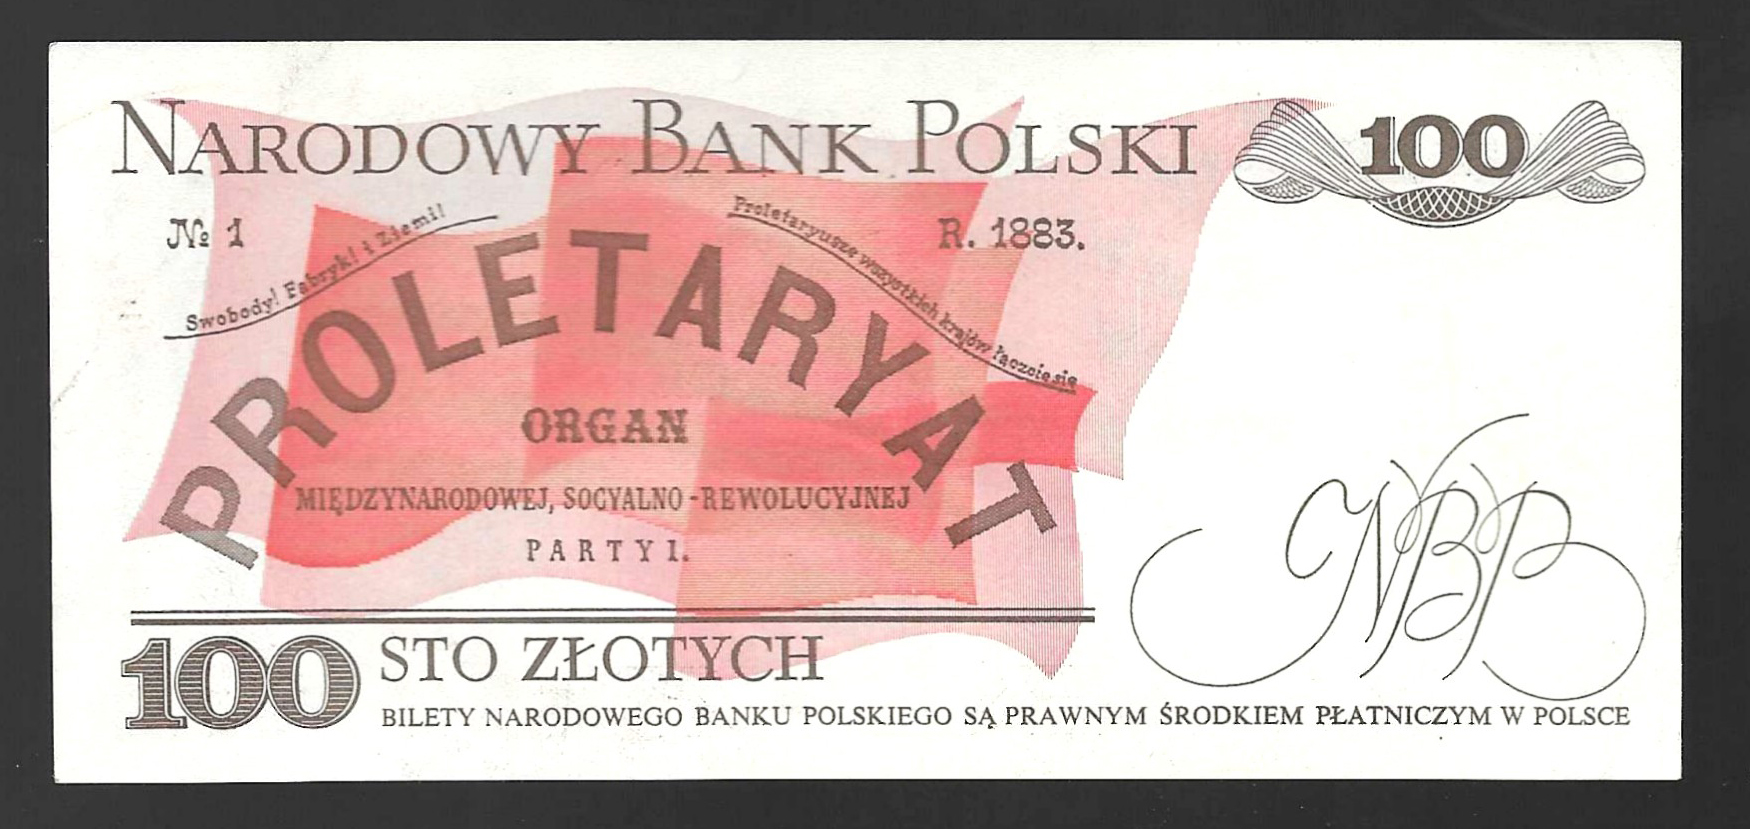 NARODOWY BANK POLSKI
100
№ 1
R. 1883.
Swobody! Fabryk! i Ziemi!
Proletaryusze wszystkich krajów łączcie się
PROLETARYAT
ORGAN
MIĘDZYNARODOWEJ, SOCYALNO-REWOLUCYJNEJ
PARTYI.
NBP
100 STO ZŁOTYCH
BILETY NARODOWEGO BANKU POLSKIEGO SĄ PRAWNYM ŚRODKIEM PŁATNICZYM W POLSCE